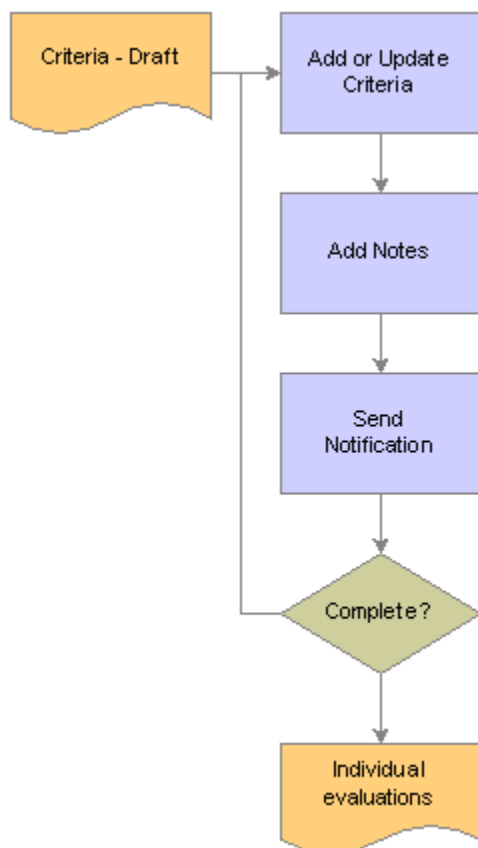 Criteria - Draft
Add or Update
Criteria
Add Notes
Send
Notification
Complete?
Individual
evaluations